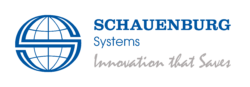 SCHAUENBURG
Systems
Innovation that Saves